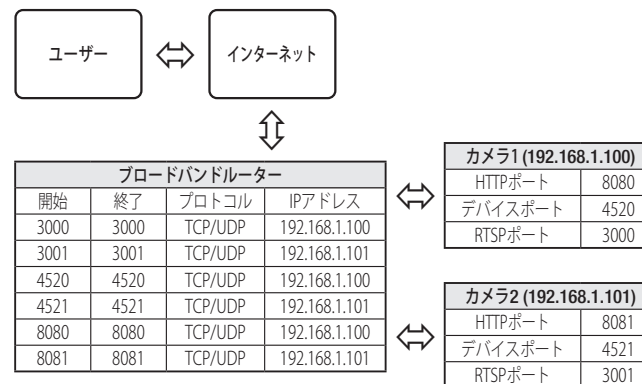 ユーザー
インターネット
ブロードバンドルーター
開始 終了 プロトコル IPアドレス
3000 3000 TCP/UDP 192.168.1.100
3001 3001 TCP/UDP 192.168.1.101
4520 4520 TCP/UDP 192.168.1.100
4521 4521 TCP/UDP 192.168.1.101
8080 8080 TCP/UDP 192.168.1.100
8081 8081 TCP/UDP 192.168.1.101
カメラ1 (192.168.1.100)
HTTPポート 8080
デバイスポート 4520
RTSPポート 3000
カメラ2 (192.168.1.101)
HTTPポート 8081
デバイスポート 4521
RTSPポート 3001